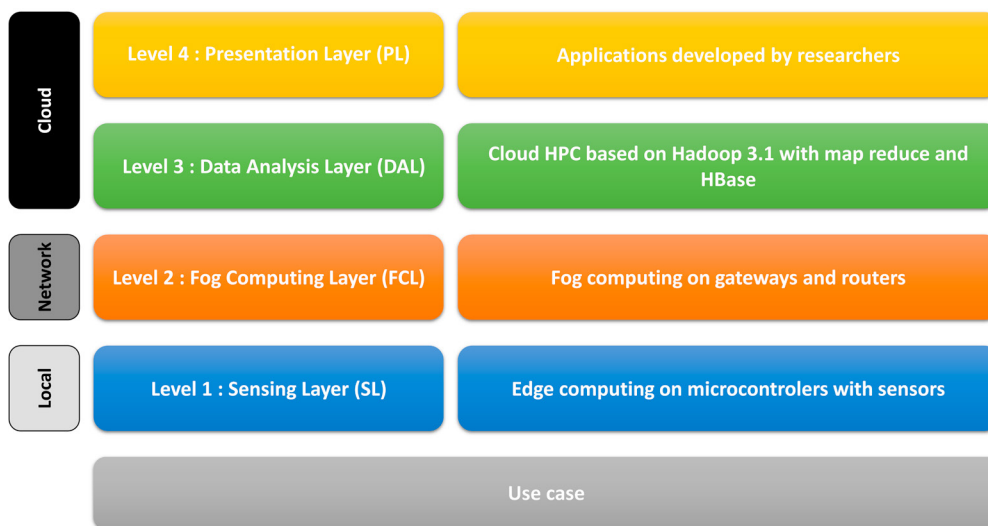 Cloud
Level 4 : Presentation Layer (PL)
Applications developed by researchers
Level 3 : Data Analysis Layer (DAL)
Cloud HPC based on Hadoop 3.1 with map reduce and
HBase
Network
Level 2 : Fog Computing Layer (FCL)
Fog computing on gateways and routers
Local
Level 1 : Sensing Layer (SL)
Edge computing on microcontrolers with sensors
Use case